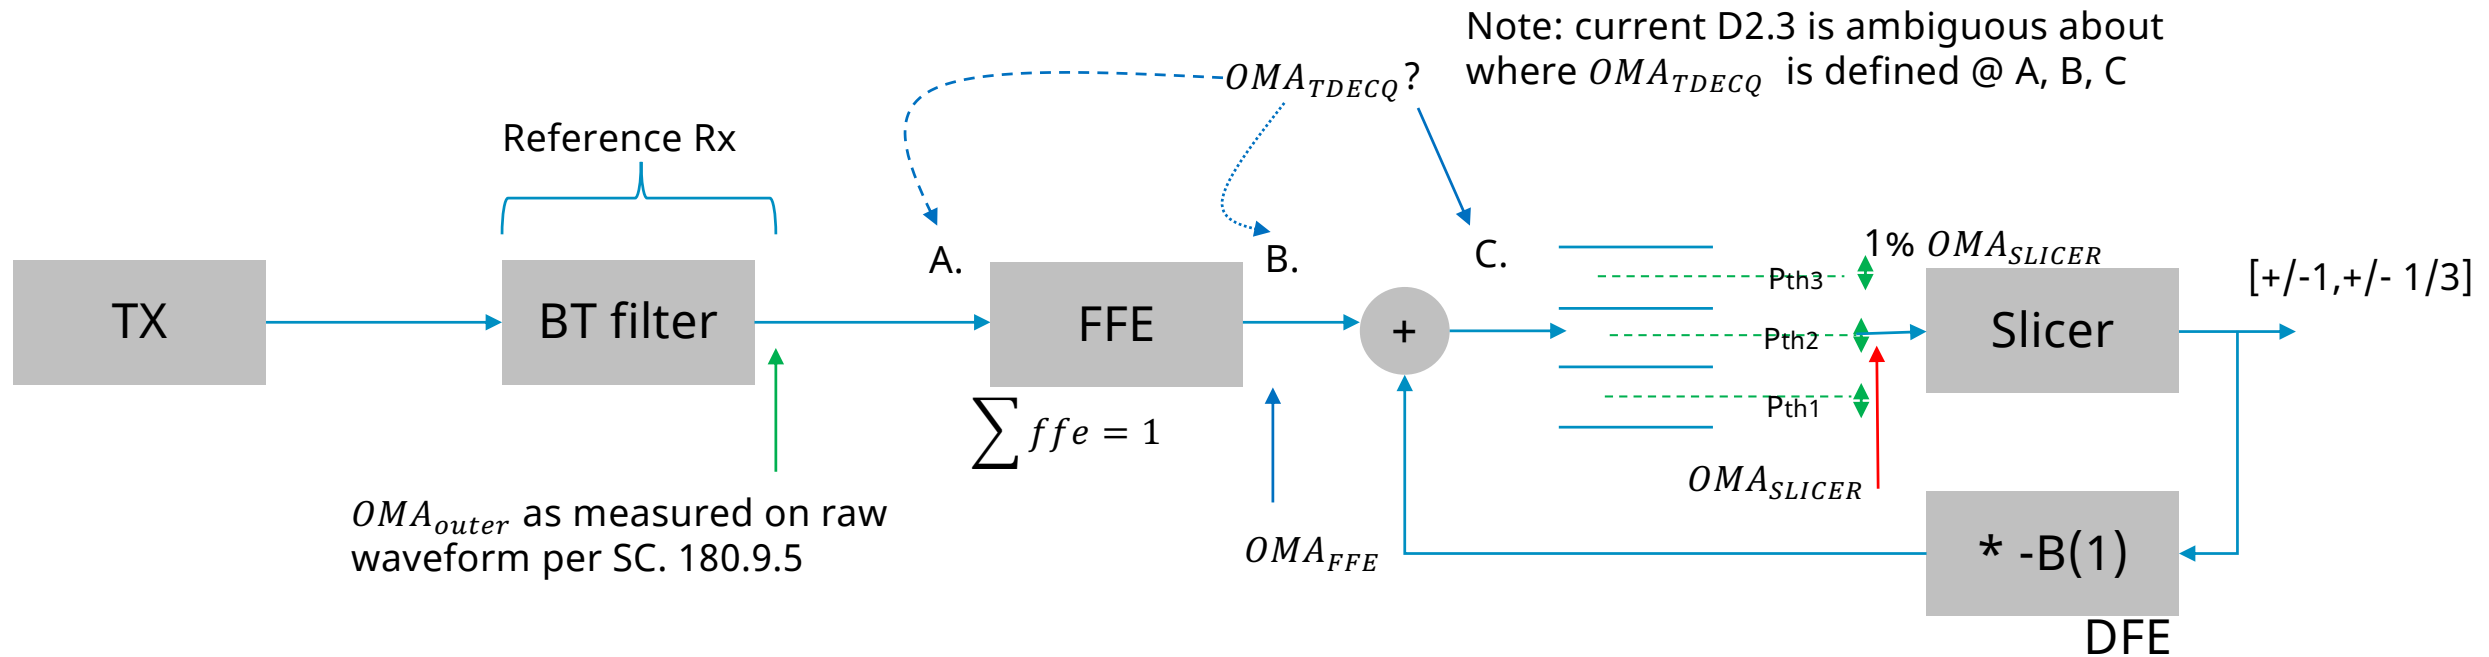 Note: current D2.3 is ambiguous about
where OMA_TDECQ is defined @ A, B, C
OMA_TDECQ?
Reference Rx
A.
B.
C.
1% OMA_SLICER
[+/-1,+/- 1/3]
TX
BT filter
FFE
+
Pth3
Pth2
Pth1
Slicer
∑ ffe = 1
OMA_SLICER
OMA_outer as measured on raw
waveform per SC. 180.9.5
OMA_FFE
* -B(1)
DFE